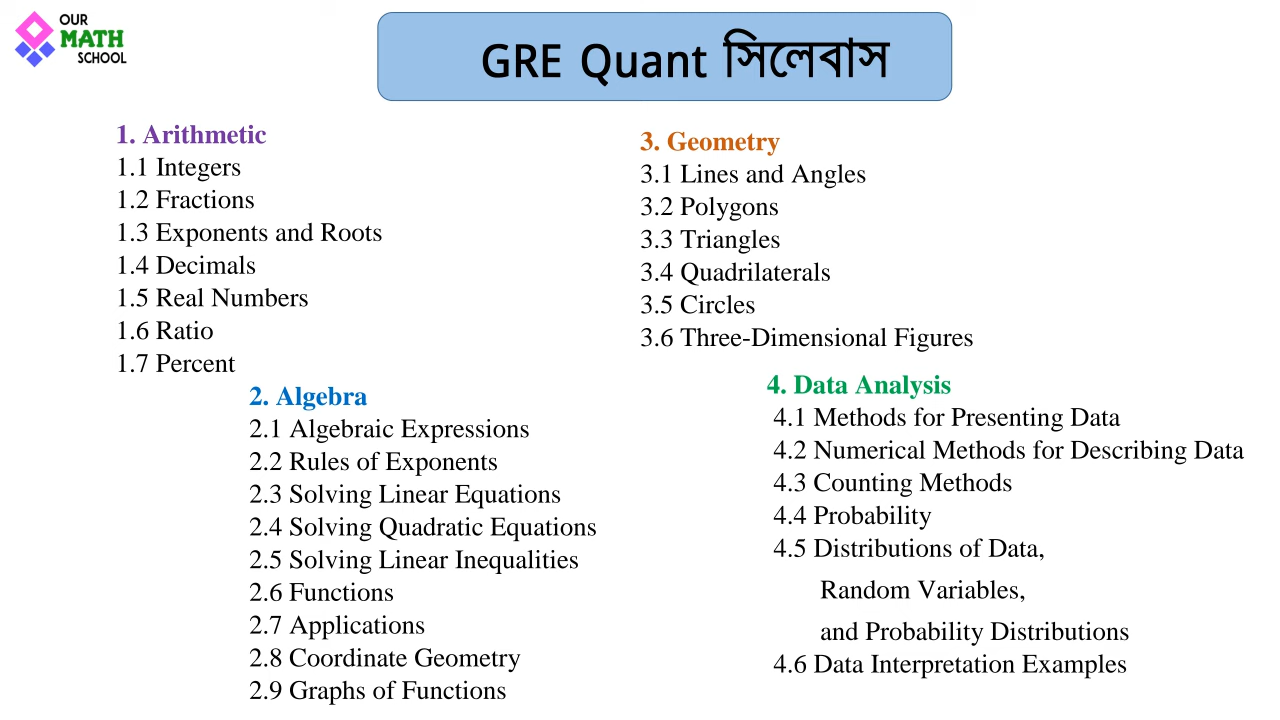 OUR
MATH
SCHOOL
GRE Quant সিলেবাস
1. Arithmetic
1.1 Integers
1.2 Fractions
1.3 Exponents and Roots
1.4 Decimals
1.5 Real Numbers
1.6 Ratio
1.7 Percent
2. Algebra
2.1 Algebraic Expressions
2.2 Rules of Exponents
2.3 Solving Linear Equations
2.4 Solving Quadratic Equations
2.5 Solving Linear Inequalities
2.6 Functions
2.7 Applications
2.8 Coordinate Geometry
2.9 Graphs of Functions
3. Geometry
3.1 Lines and Angles
3.2 Polygons
3.3 Triangles
3.4 Quadrilaterals
3.5 Circles
3.6 Three-Dimensional Figures
4. Data Analysis
4.1 Methods for Presenting Data
4.2 Numerical Methods for Describing Data
4.3 Counting Methods
4.4 Probability
4.5 Distributions of Data,
Random Variables,
and Probability Distributions
4.6 Data Interpretation Examples